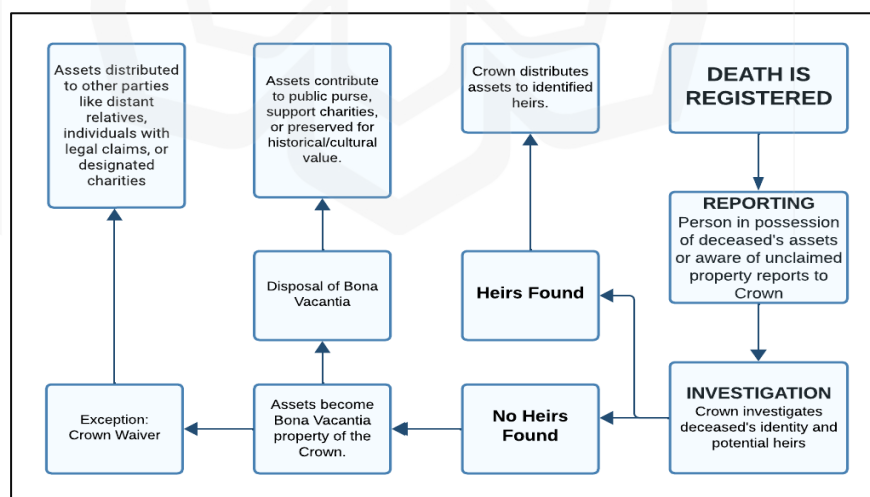 Assets distributed
to other parties
like distant
relatives,
individuals with
legal claims, or
designated
charities
Assets contribute
to public purse,
support charities,
or preserved for
historical/cultural
value.
Crown distributes
assets to identified
heirs.
DEATH IS
REGISTERED
REPORTING
Person in possession
of deceased's assets
or aware of unclaimed
property reports to
Crown
Disposal of Bona
Vacantia
Heirs Found
INVESTIGATION
Crown investigates
deceased's identity and
potential heirs
No Heirs
Found
Assets become
Bona Vacantia
property of the
Crown.
Exception:
Crown Waiver